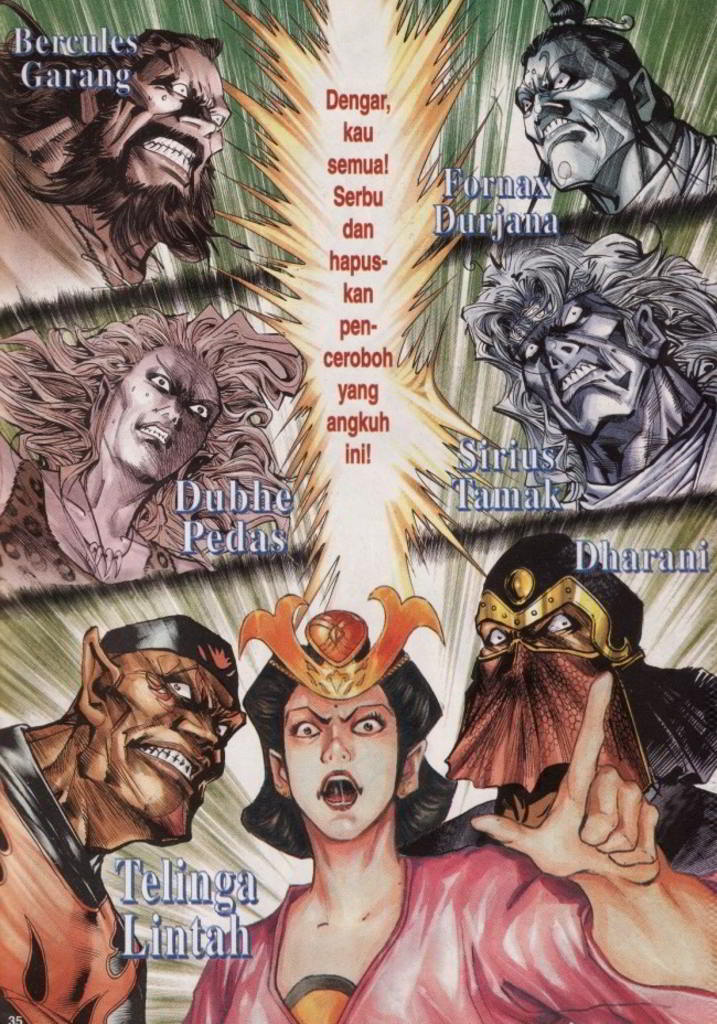 Bercules
Garang
Dengar,
kau
semua!
Serbu
dan
hapus-
kan
pen-
ceroboh
yang
angkuh
ini!
Fornax
Durjana
Dubhe
Pedas
Sirius
Tamak
Dharani
Telinga
Lintah
35